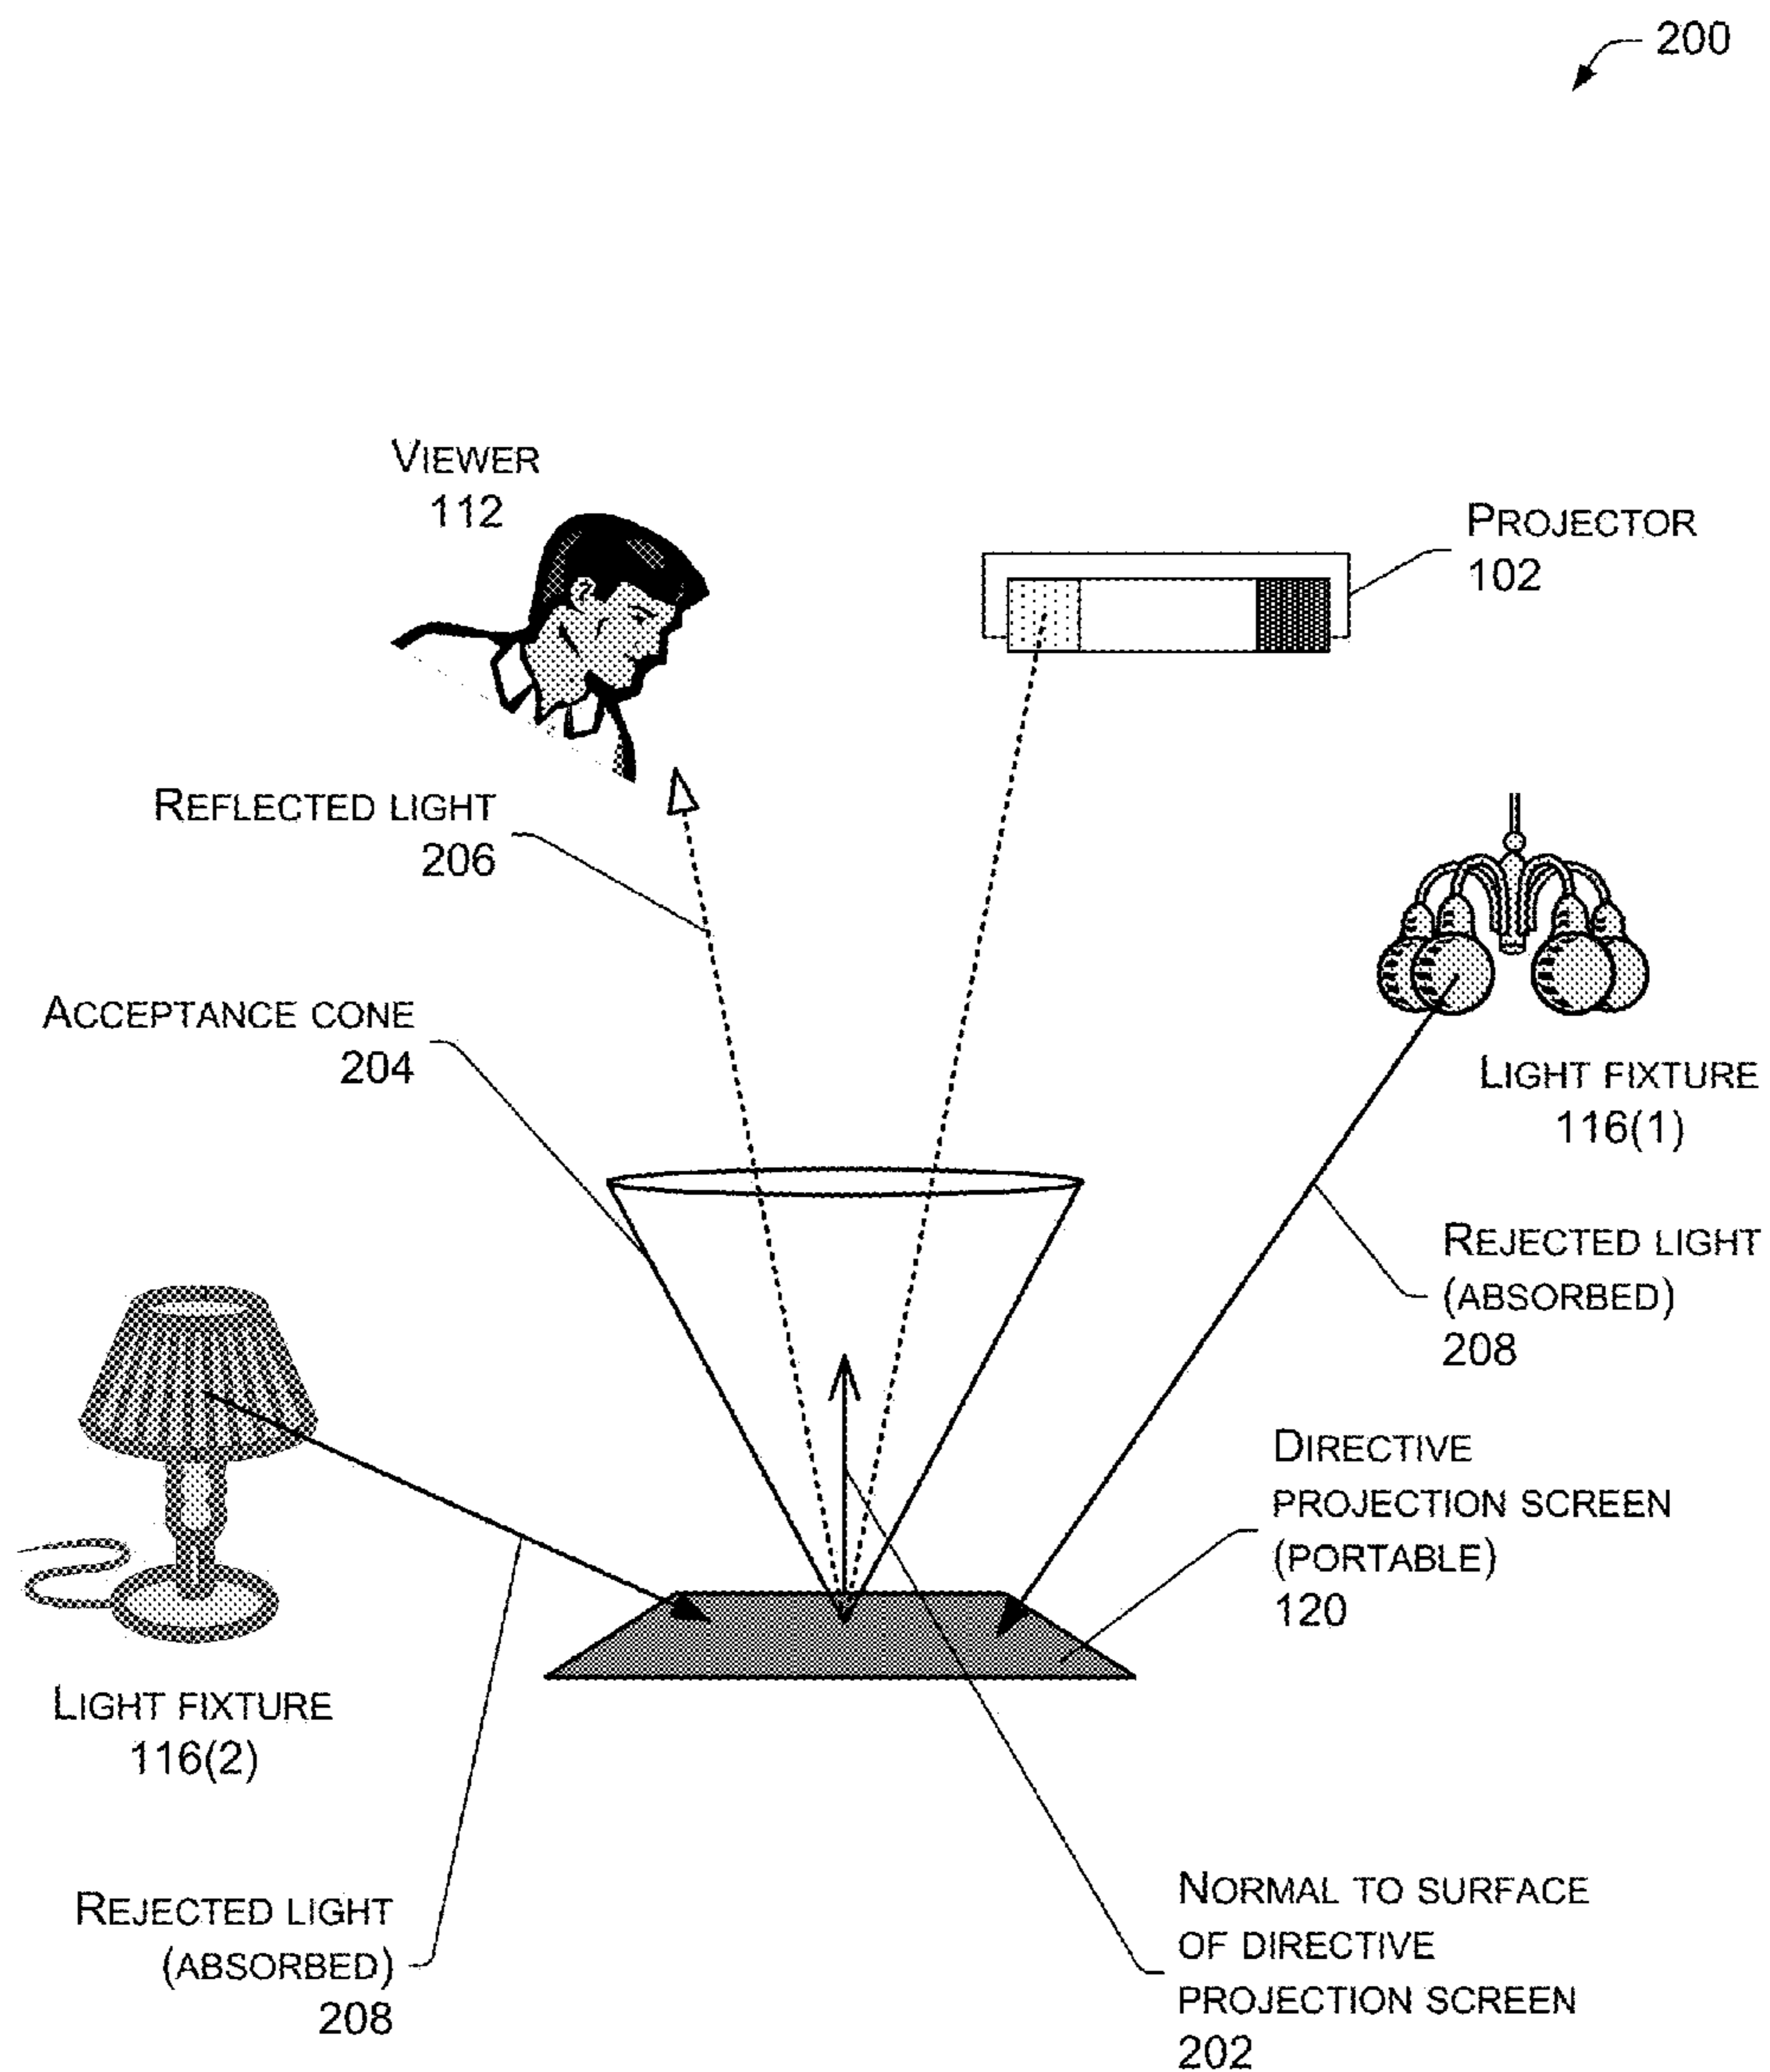 200
VIEWER
112
PROJECTOR
102
REFLECTED LIGHT
206
ACCEPTANCE CONE
204
LIGHT FIXTURE
116(1)
REJECTED LIGHT
(ABSORBED)
208
DIRECTIVE
PROJECTION SCREEN
(PORTABLE)
120
LIGHT FIXTURE
116(2)
REJECTED LIGHT
(ABSORBED)
208
NORMAL TO SURFACE
OF DIRECTIVE
PROJECTION SCREEN
202